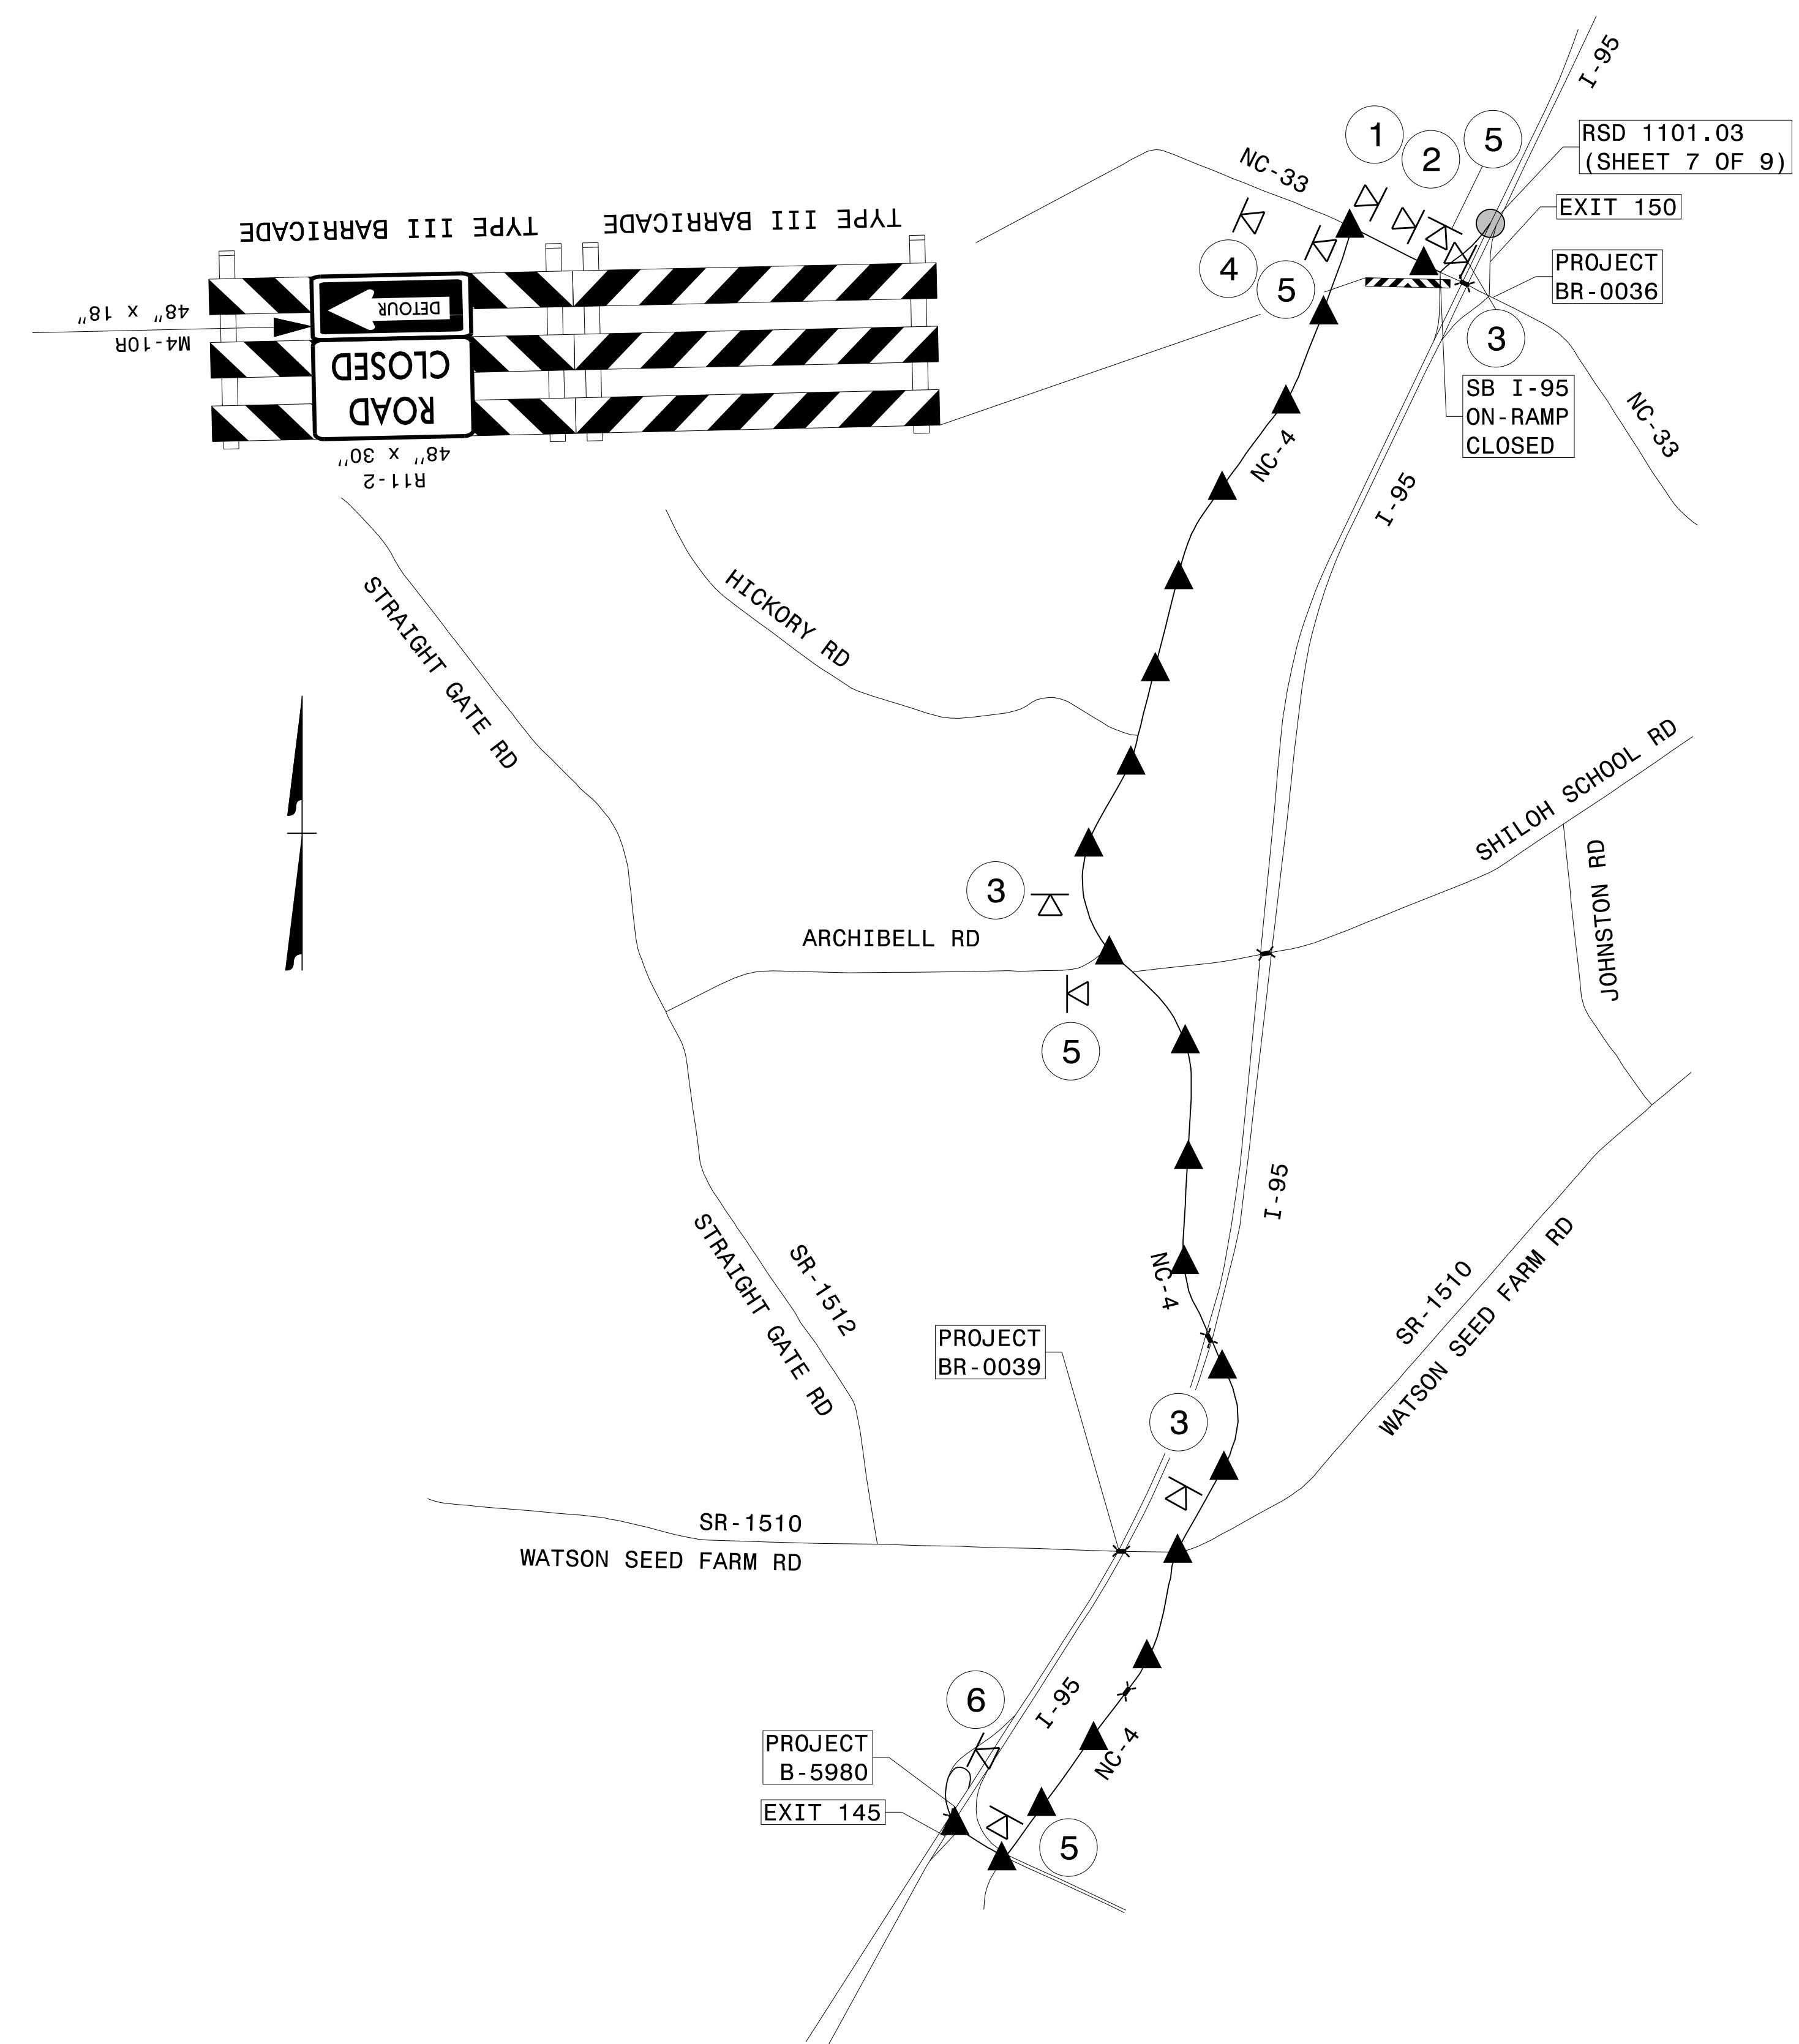 I-95
RSD 1101.03
(SHEET 7 OF 9)
EXIT 150
PROJECT
BR-0036
1
2
5
NC-33
4
5
3
SB I-95
ON-RAMP
CLOSED
NC-33
TYPE III BARRICADE
TYPE III BARRICADE
DETOUR
ROAD
CLOSED
M4-10R
48" x 18"
R11-2
48" x 30"
NC-4
I-95
STRAIGHT GATE RD
HICKORY RD
SHILOH SCHOOL RD
JOHNSTON RD
3
ARCHIBELL RD
5
I-95
NC-4
STRAIGHT GATE RD
SR-1512
SR-1510
WATSON SEED FARM RD
PROJECT
BR-0039
3
SR-1510
WATSON SEED FARM RD
6
I-95
NC-4
PROJECT
B-5980
EXIT 145
5